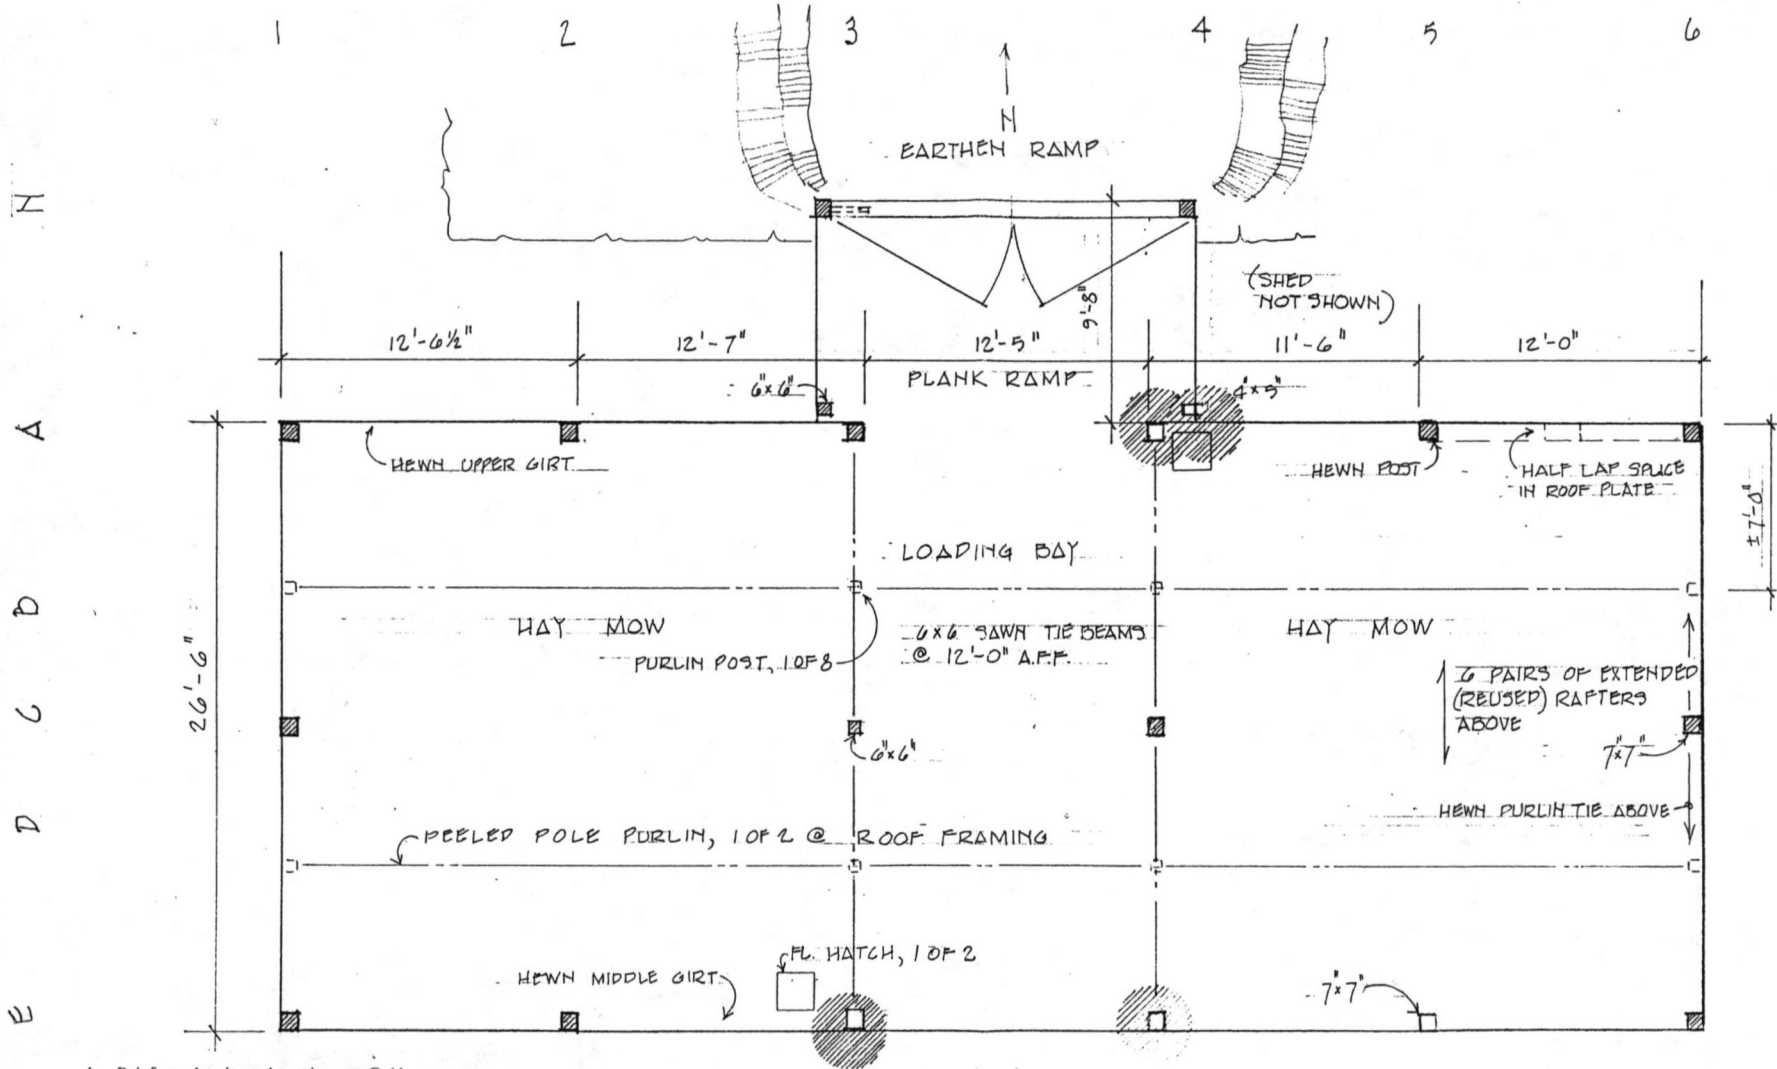 1 2 3 4 5 6
N
EARTHEN RAMP
N
(SHED
NOT SHOWN)
9'-8"
12'-6½" 12'-7" 12'-5" 11'-6" 12'-0"
PLANK RAMP
6"x6" 4"x5"
A
HEWN UPPER GIRT
HEWN POST
HALF LAP SPLICE
IN ROOF PLATE
±7'-0"
LOADING BAY
B
HAY MOW
HAY MOW
6x6 SAWN TIE BEAMS
@ 12'-0" A.F.F.
PURLIN POST, 1 OF 8
26'-6"
6 PAIRS OF EXTENDED
(REUSED) RAFTERS
ABOVE
C
6"x6"
7"x7"
HEWN PURLIN TIE ABOVE
D
PEELED POLE PURLIN, 1 OF 2 @ ROOF FRAMING
FL. HATCH, 1 OF 2
HEWN MIDDLE GIRT
7"x7"
E